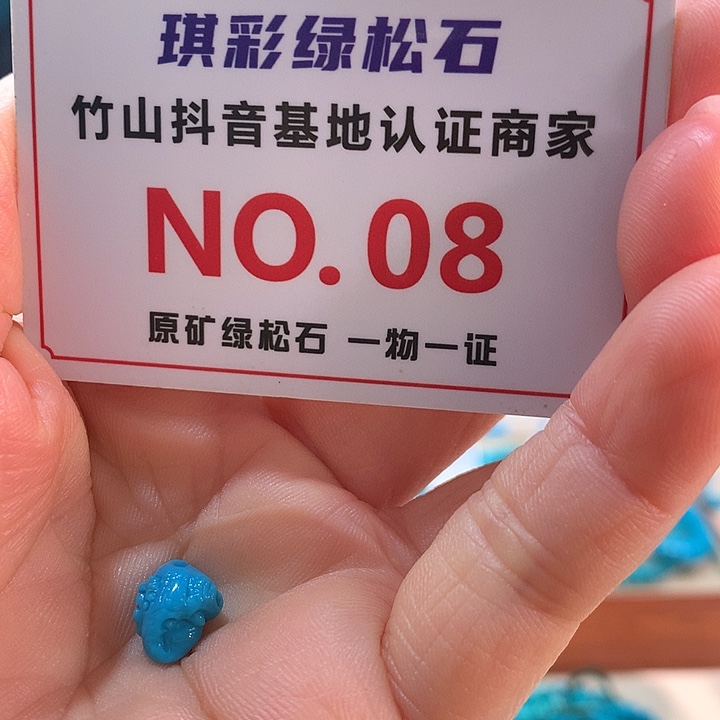 琪彩绿松石
竹山抖音基地认证商家
NO.08
原矿绿松石 一物一证